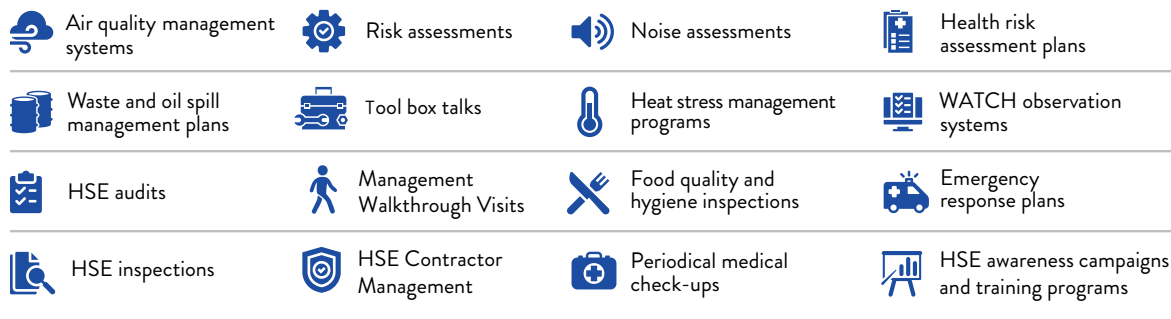 Air quality management
systems
Risk assessments
Noise assessments
Health risk
assessment plans
Waste and oil spill
management plans
Tool box talks
Heat stress management
programs
WATCH observation
systems
HSE audits
Management
Walkthrough Visits
Food quality and
hygiene inspections
Emergency
response plans
HSE inspections
HSE Contractor
Management
Periodical medical
check-ups
HSE awareness campaigns
and training programs